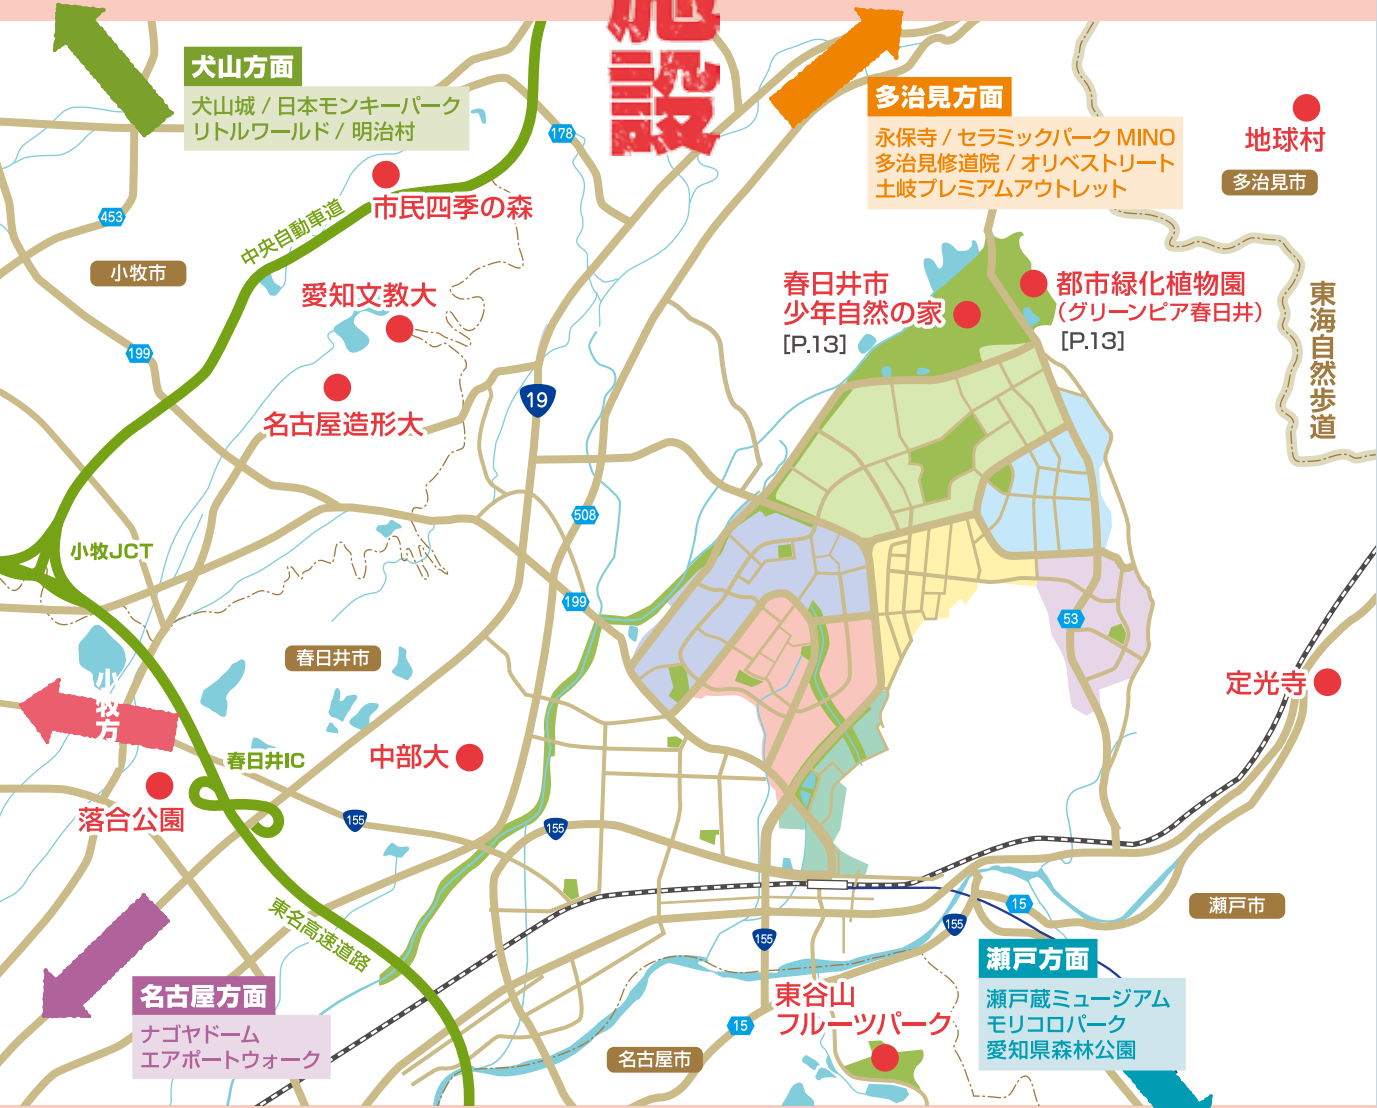 設
犬山方面
犬山城 / 日本モンキーパーク
リトルワールド / 明治村
多治見方面
永保寺 / セラミックパーク MINO
多治見修道院 / オリベストリート
土岐プレミアムアウトレット
地球村
多治見市
178
市民四季の森
453
中央自動車道
小牧市
愛知文教大
春日井市
少年自然の家
[P.13]
都市緑化植物園
(グリーンピア春日井)
[P.13]
東海自然歩道
199
19
名古屋造形大
508
小牧JCT
199
53
春日井市
小牧方
定光寺
春日井IC
中部大
落合公園
155
155
東名高速道路
15
瀬戸市
155
155
瀬戸方面
瀬戸蔵ミュージアム
モリコロパーク
愛知県森林公園
名古屋方面
ナゴヤドーム
エアポートウォーク
東谷山
フルーツパーク
15
名古屋市